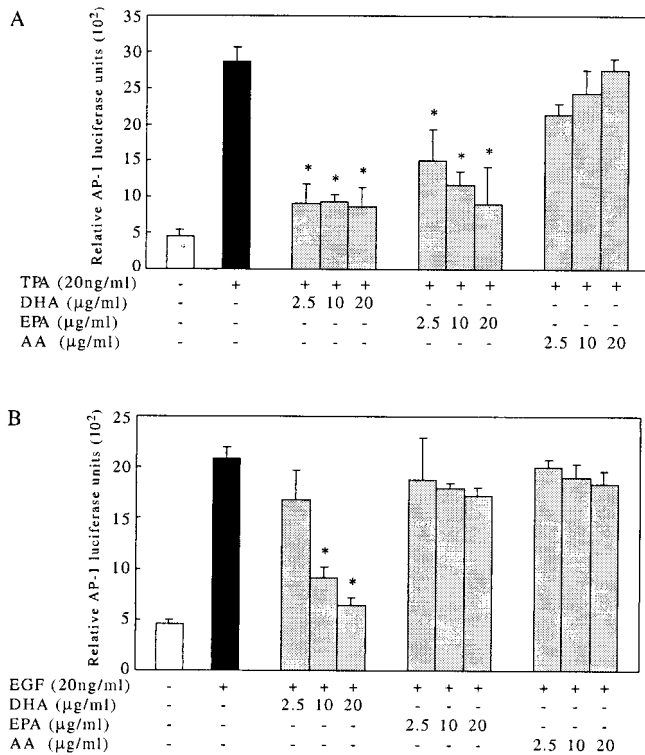 A
Relative AP-1 luciferase units (10²)
35
30
25
20
15
10
5
0
* * * * * *
TPA (20ng/ml) - + + + + + + + + + +
DHA (µg/ml) - - 2.5 10 20 - - - - - -
EPA (µg/ml) - - - - - 2.5 10 20 - - -
AA (µg/ml) - - - - - - - - 2.5 10 20
B
Relative AP-1 luciferase units (10²)
25
20
15
10
5
0
* *
EGF (20ng/ml) - + + + + + + + + + +
DHA (µg/ml) - - 2.5 10 20 - - - - - -
EPA (µg/ml) - - - - - 2.5 10 20 - - -
AA (µg/ml) - - - - - - - - 2.5 10 20